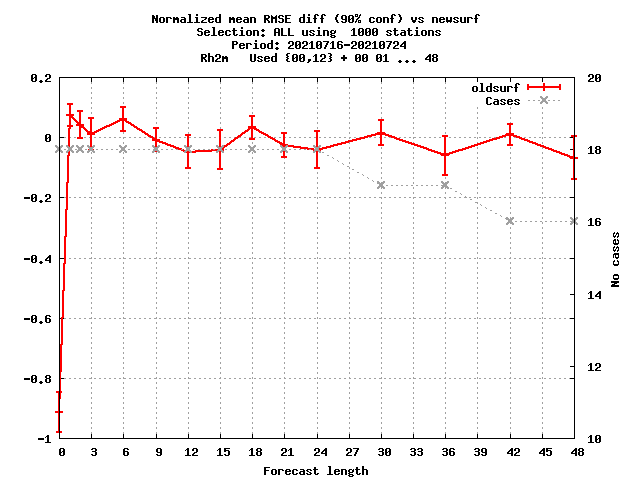 Normalized mean RMSE diff (90% conf) vs newsurf
Selection: ALL using  1000 stations
Period: 20210716-20210724
Rh2m   Used {00,12} + 00 01 ... 48
oldsurf
Cases
0.2
0
-0.2
-0.4
-0.6
-0.8
-1
20
18
16
14
12
10
No cases
0 3 6 9 12 15 18 21 24 27 30 33 36 39 42 45 48
Forecast length